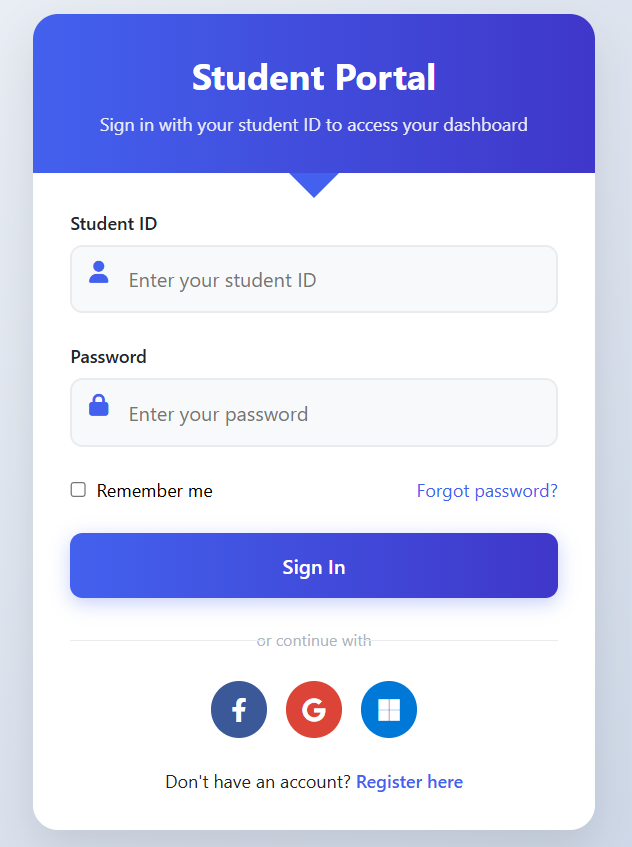 Student Portal
Sign in with your student ID to access your dashboard
Student ID
Enter your student ID
Password
Enter your password
Remember me
Forgot password?
Sign In
or continue with
f G
Don't have an account? Register here